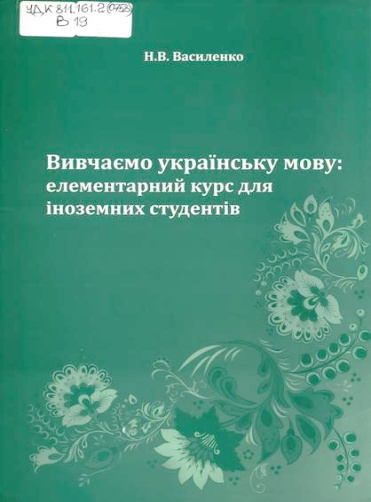 УДК 811.161.2(075)
В 19
Н.В. Василенко
Вивчаємо українську мову:
елементарний курс для
іноземних студентів